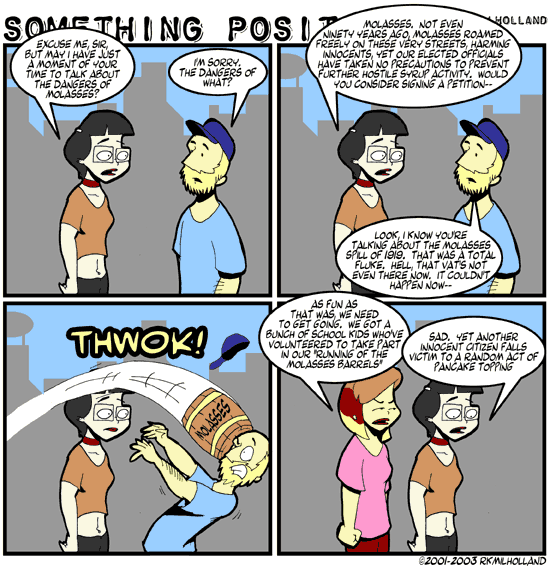 SOMETHING POSIT
LHOLLAND
EXCUSE ME, SIR,
BUT MAY I HAVE JUST
A MOMENT OF YOUR
TIME TO TALK ABOUT
THE DANGERS OF
MOLASSES?
I'M SORRY,
THE DANGERS OF
WHAT?
MOLASSES. NOT EVEN
NINETY YEARS AGO, MOLASSES ROAMED
FREELY ON THESE VERY STREETS, HARMING
INNOCENTS, YET OUR ELECTED OFFICIALS
HAVE TAKEN NO PRECAUTIONS TO PREVENT
FURTHER HOSTILE SYRUP ACTIVITY. WOULD
YOU CONSIDER SIGNING A PETITION--
LOOK, I KNOW YOU'RE
TALKING ABOUT THE MOLASSES
SPILL OF 1919. THAT WAS A TOTAL
FLUKE. HELL, THAT VAT'S NOT
EVEN THERE NOW. IT COULDN'T
HAPPEN NOW--
THWOK!
MOLASSES
AS FUN AS
THAT WAS, WE NEED
TO GET GOING. WE GOT A
BUNCH OF SCHOOL KIDS WHO'VE
VOLUNTEERED TO TAKE PART
IN OUR "RUNNING OF THE
MOLASSES BARRELS"
SAD. YET ANOTHER
INNOCENT CITIZEN FALLS
VICTIM TO A RANDOM ACT OF
PANCAKE TOPPING
©2001-2003 RKMILHOLLAND